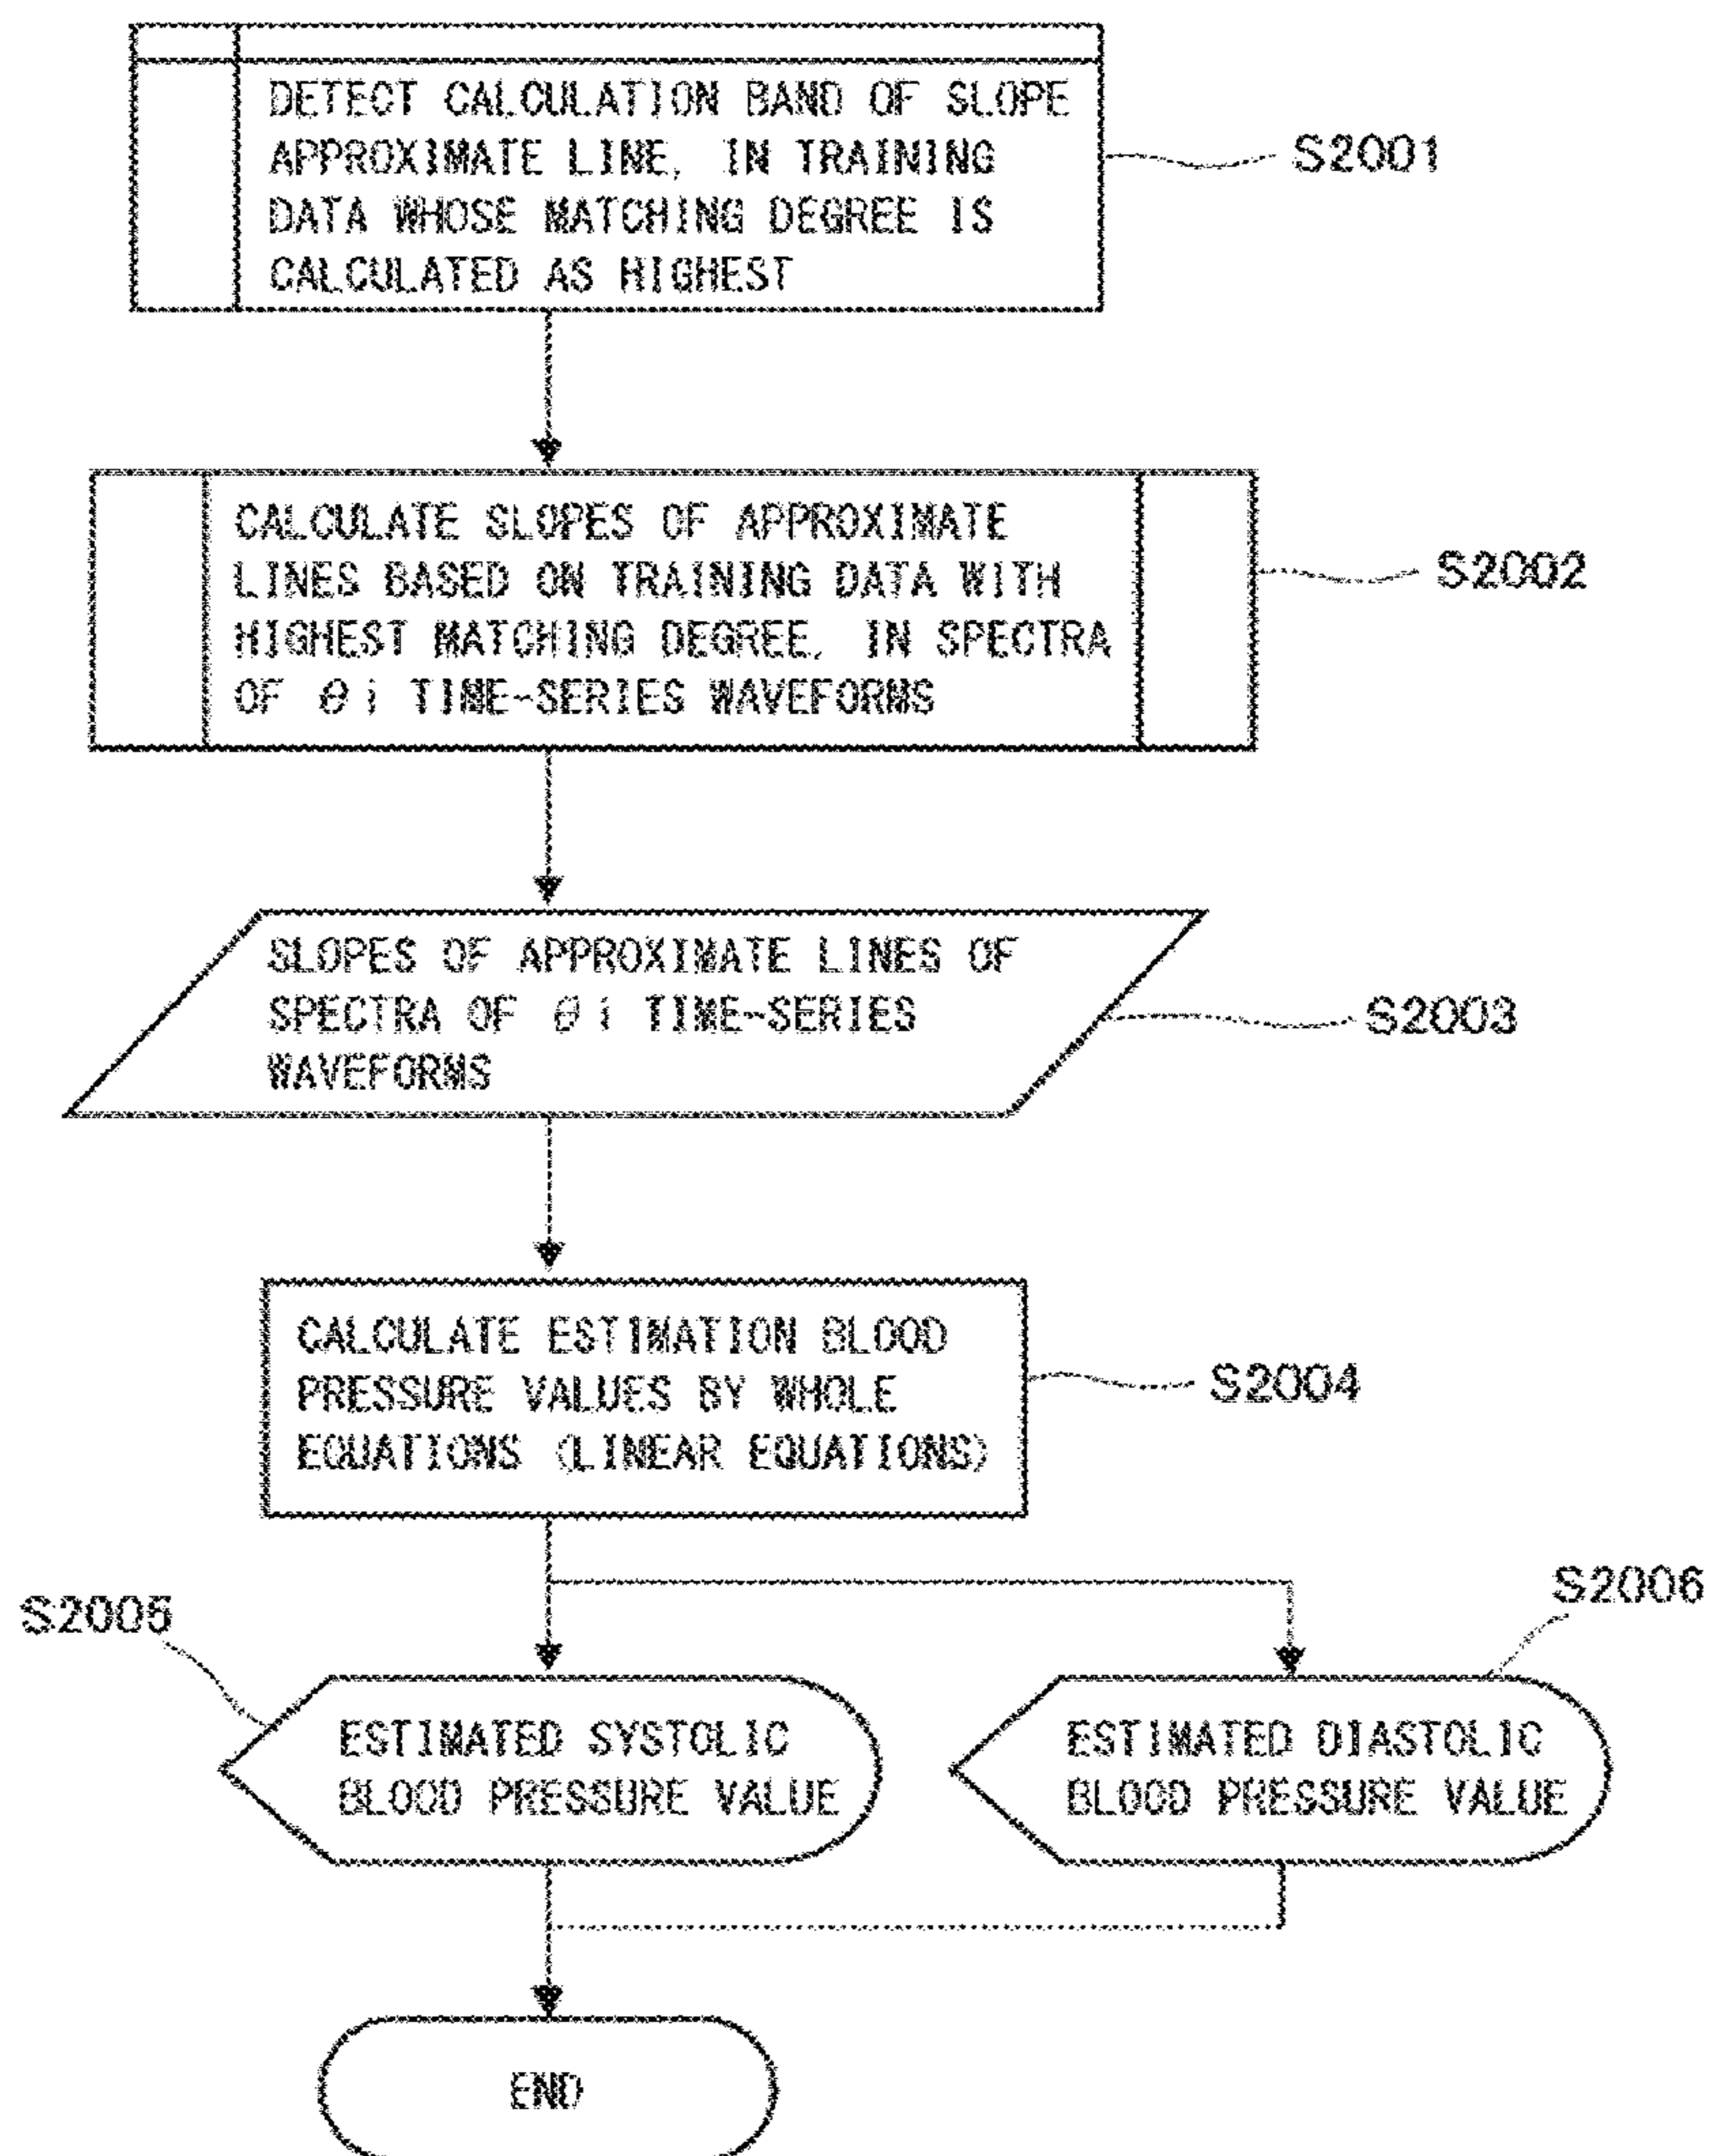 DETECT CALCULATION BAND OF SLOPE
APPROXIMATE LINE, IN TRAINING
DATA WHOSE MATCHING DEGREE IS
CALCULATED AS HIGHEST
S2001
CALCULATE SLOPES OF APPROXIMATE
LINES BASED ON TRAINING DATA WITH
HIGHEST MATCHING DEGREE, IN SPECTRA
OF θi TIME-SERIES WAVEFORMS
S2002
SLOPES OF APPROXIMATE LINES OF
SPECTRA OF θi TIME-SERIES
WAVEFORMS
S2003
CALCULATE ESTIMATION BLOOD
PRESSURE VALUES BY WHOLE
EQUATIONS (LINEAR EQUATIONS)
S2004
S2005
S2006
ESTIMATED SYSTOLIC
BLOOD PRESSURE VALUE
ESTIMATED DIASTOLIC
BLOOD PRESSURE VALUE
END